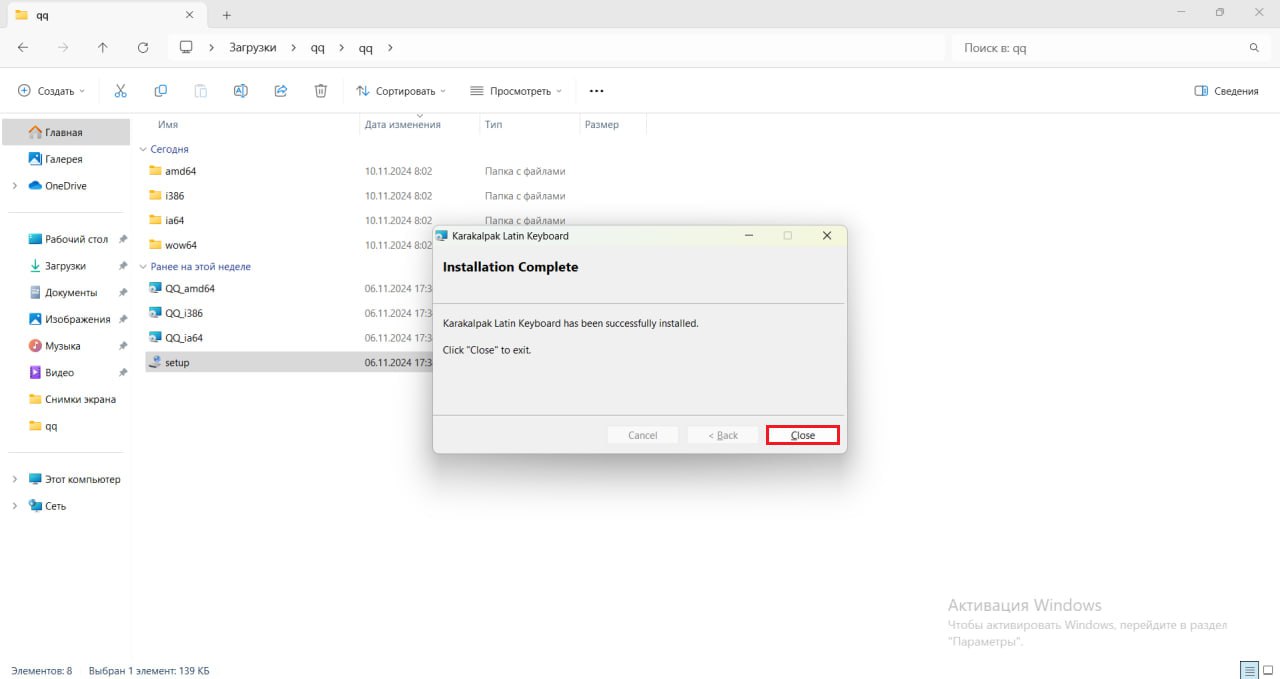 qq
Загрузки qq qq
Поиск в: qq
Создать Сортировать Просмотреть Сведения
Имя Дата изменения Тип Размер
Главная
Галерея
OneDrive
Рабочий стол
Загрузки
Документы
Изображения
Музыка
Видео
Снимки экрана
qq
Этот компьютер
Сеть
Сегодня
amd64 10.11.2024 8:02 Папка с файлами
i386 10.11.2024 8:02 Папка с файлами
ia64 10.11.2024 8:02 Папка с файлами
wow64 10.11.2024 8:02
Ранее на этой неделе
QQ_amd64 06.11.2024 17:3
QQ_i386 06.11.2024 17:3
QQ_ia64 06.11.2024 17:3
setup 06.11.2024 17:3
Karakalpak Latin Keyboard
Installation Complete
Karakalpak Latin Keyboard has been successfully installed.
Click "Close" to exit.
Cancel < Back Close
Активация Windows
Чтобы активировать Windows, перейдите в раздел
"Параметры".
Элементов: 8 Выбран 1 элемент: 139 КБ